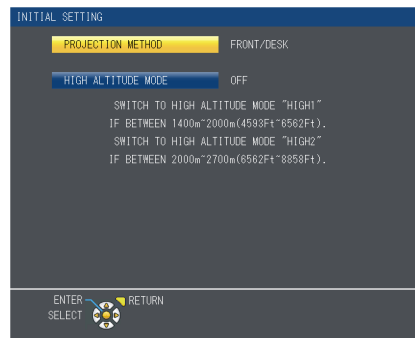 INITIAL SETTING
PROJECTION METHOD FRONT/DESK
HIGH ALTITUDE MODE OFF
SWITCH TO HIGH ALTITUDE MODE "HIGH1"
IF BETWEEN 1400m~2000m(4593Ft~6562Ft).
SWITCH TO HIGH ALTITUDE MODE "HIGH2"
IF BETWEEN 2000m~2700m(6562Ft~8858Ft).
ENTER RETURN
SELECT